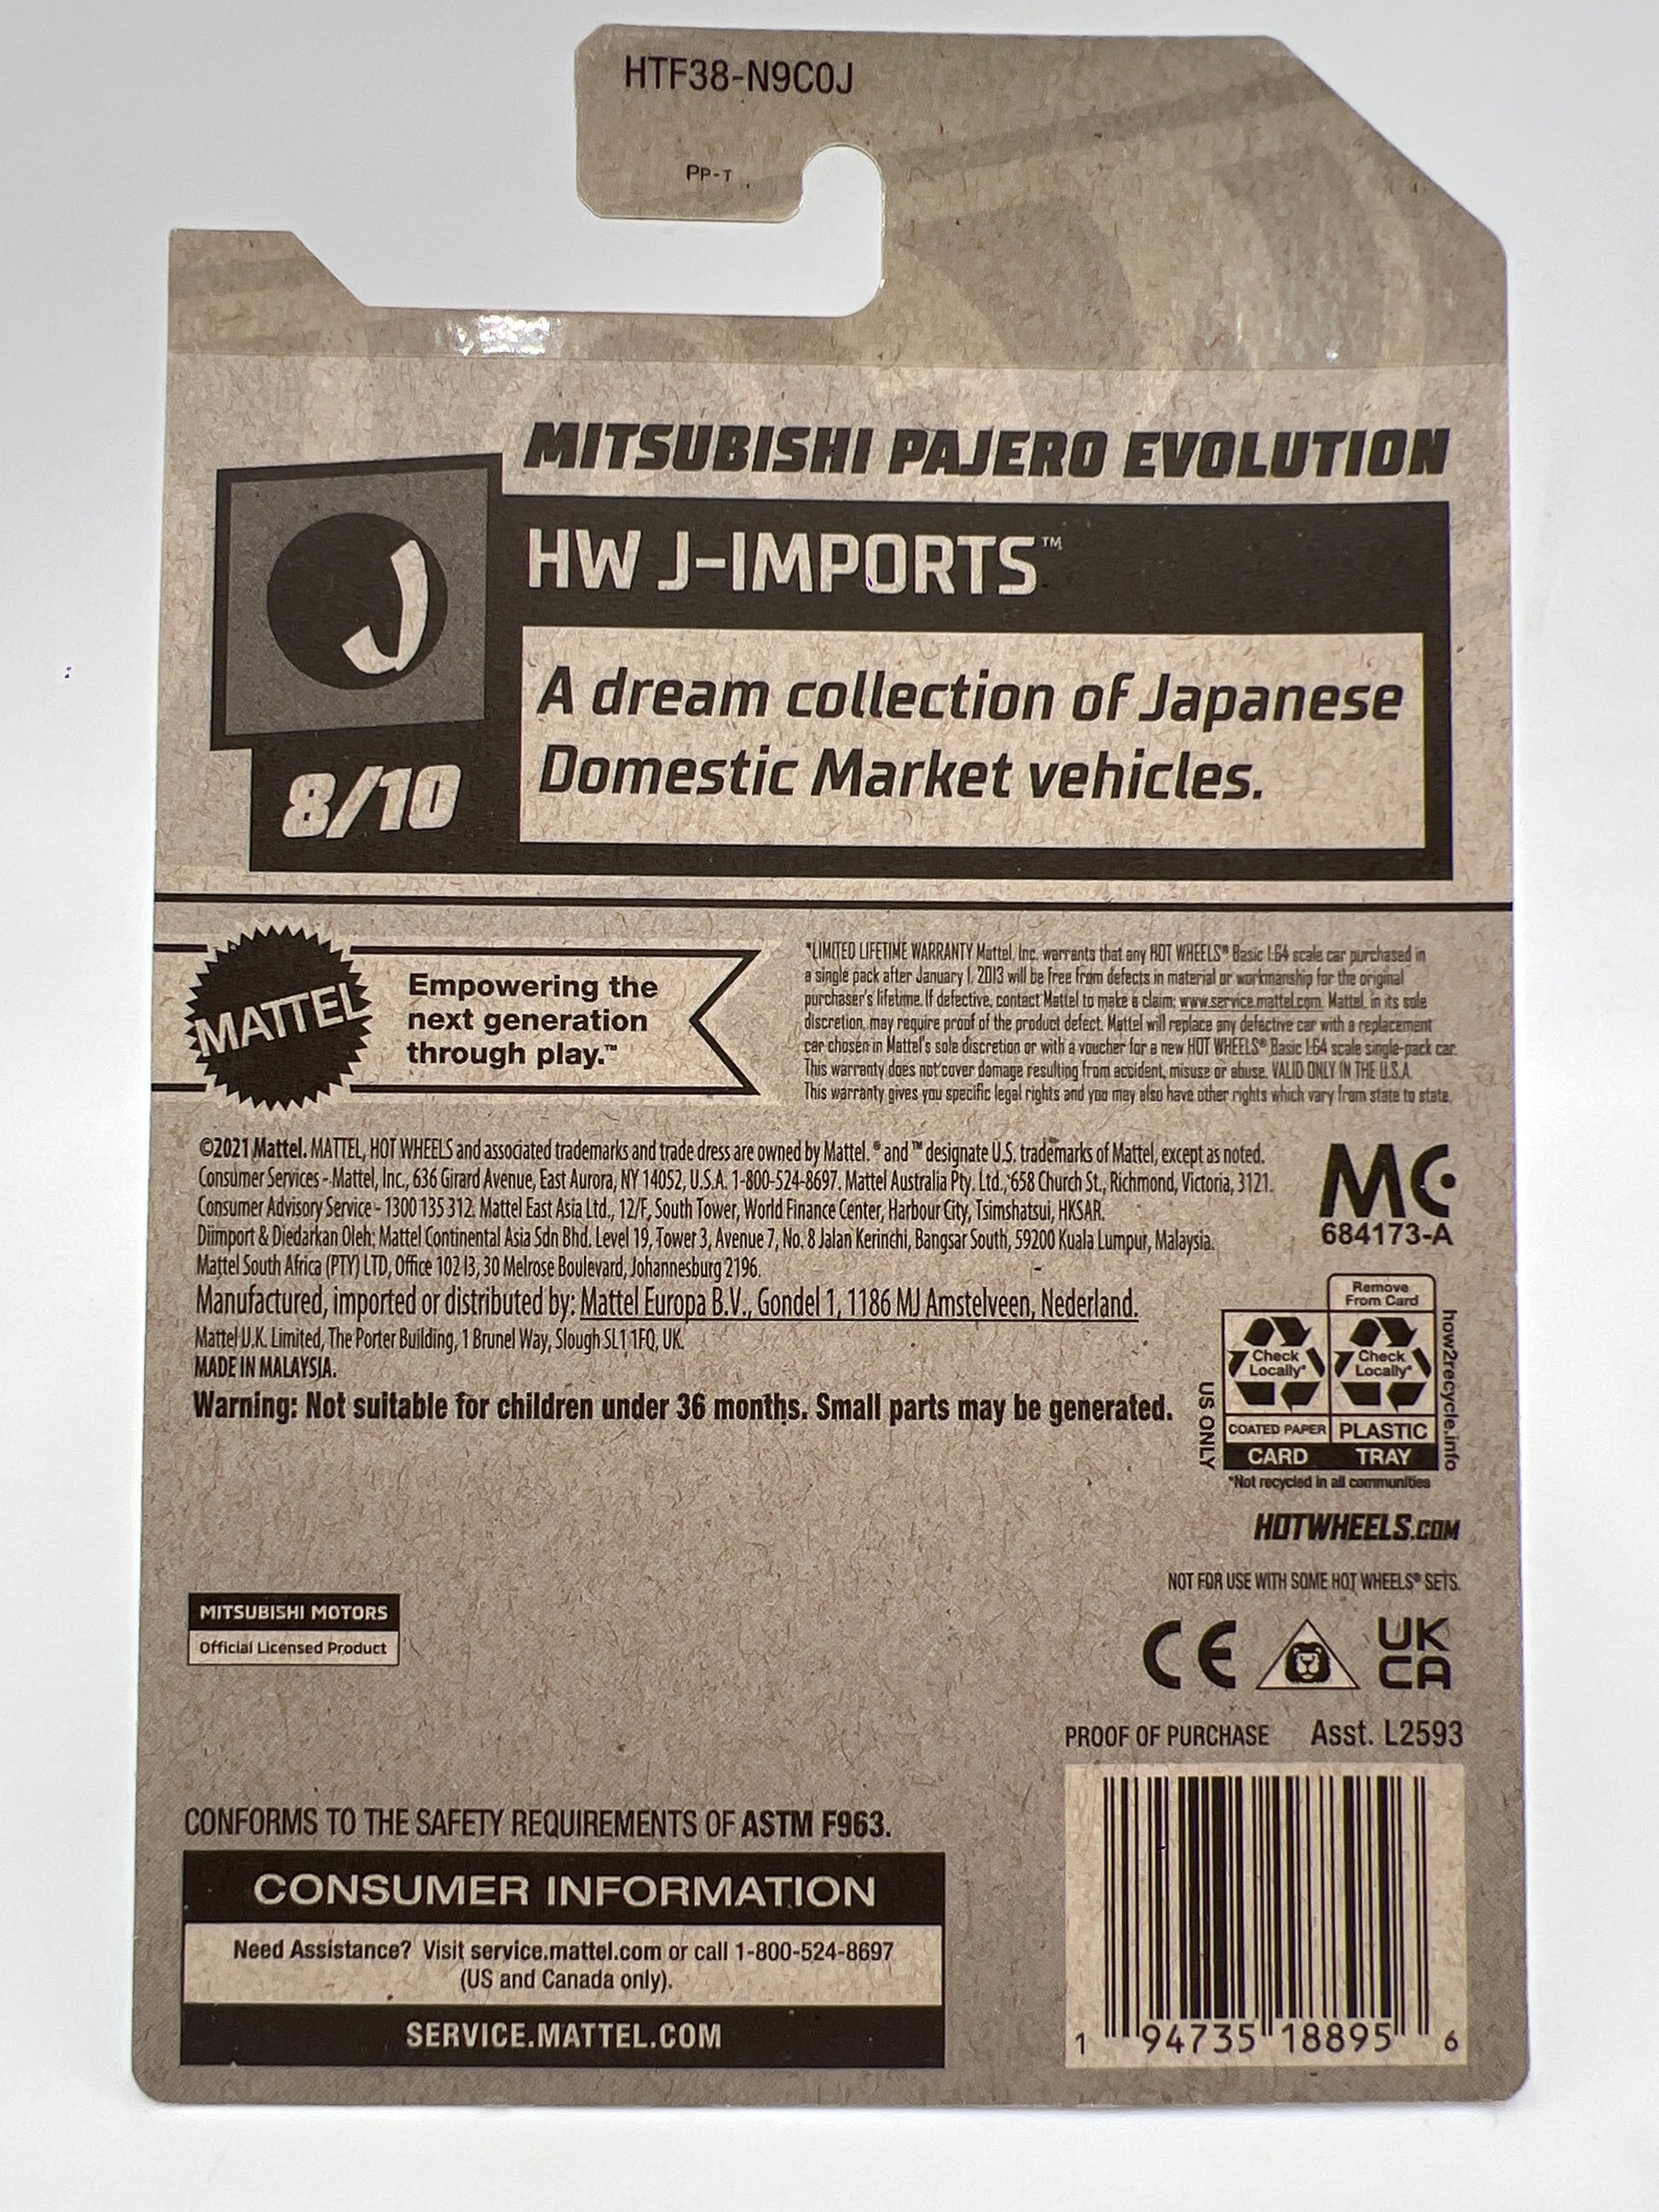 HTF38-N9C0J
PP-T
MITSUBISHI PAJERO EVOLUTION
J
HW J-IMPORTS™
A dream collection of Japanese
Domestic Market vehicles.
8/10
MATTEL
Empowering the
next generation
through play.™
*LIMITED LIFETIME WARRANTY Mattel, Inc. warrants that any HOT WHEELS® Basic 1:64 scale car purchased in
a single pack after January 1, 2013 will be free from defects in material or workmanship for the original
purchaser's lifetime. If defective, contact Mattel to make a claim: www.service.mattel.com. Mattel, in its sole
discretion, may require proof of the product defect. Mattel will replace any defective car with a replacement
car chosen in Mattel's sole discretion or with a voucher for a new HOT WHEELS® Basic 1:64 scale single-pack car.
This warranty does not cover damage resulting from accident, misuse or abuse. VALID ONLY IN THE U.S.A.
This warranty gives you specific legal rights and you may also have other rights which vary from state to state.
©2021 Mattel. MATTEL, HOT WHEELS and associated trademarks and trade dress are owned by Mattel. ® and ™ designate U.S. trademarks of Mattel, except as noted.
Consumer Services - Mattel, Inc., 636 Girard Avenue, East Aurora, NY 14052, U.S.A. 1-800-524-8697. Mattel Australia Pty. Ltd., 658 Church St., Richmond, Victoria, 3121.
Consumer Advisory Service - 1300 135 312. Mattel East Asia Ltd., 12/F, South Tower, World Finance Center, Harbour City, Tsimshatsui, HKSAR.
Diimport & Diedarkan Oleh: Mattel Continental Asia Sdn Bhd. Level 19, Tower 3, Avenue 7, No. 8 Jalan Kerinchi, Bangsar South, 59200 Kuala Lumpur, Malaysia.
Mattel South Africa (PTY) LTD, Office 102 I3, 30 Melrose Boulevard, Johannesburg 2196.
Manufactured, imported or distributed by: Mattel Europa B.V., Gondel 1, 1186 MJ Amstelveen, Nederland.
Mattel U.K. Limited, The Porter Building, 1 Brunel Way, Slough SL1 1FQ, UK.
MADE IN MALAYSIA.
Warning: Not suitable for children under 36 months. Small parts may be generated.
MC
684173-A
Remove
From Card
Check
Locally*
Check
Locally*
COATED PAPER
PLASTIC
CARD
TRAY
US ONLY
how2recycle.info
*Not recycled in all communities
HOTWHEELS.COM
NOT FOR USE WITH SOME HOT WHEELS® SETS.
MITSUBISHI MOTORS
Official Licensed Product
CE
UK
CA
PROOF OF PURCHASE Asst. L2593
CONFORMS TO THE SAFETY REQUIREMENTS OF ASTM F963.
CONSUMER INFORMATION
Need Assistance? Visit service.mattel.com or call 1-800-524-8697
(US and Canada only).
SERVICE.MATTEL.COM
1 94735 18895 6